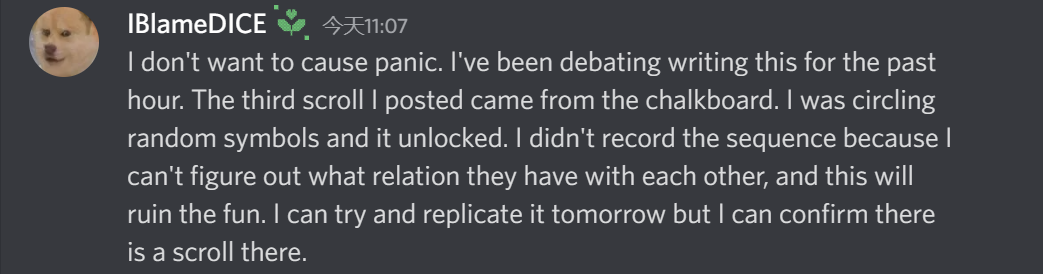 IBlameDICE 今天11:07
I don't want to cause panic. I've been debating writing this for the past
hour. The third scroll I posted came from the chalkboard. I was circling
random symbols and it unlocked. I didn't record the sequence because I
can't figure out what relation they have with each other, and this will
ruin the fun. I can try and replicate it tomorrow but I can confirm there
is a scroll there.